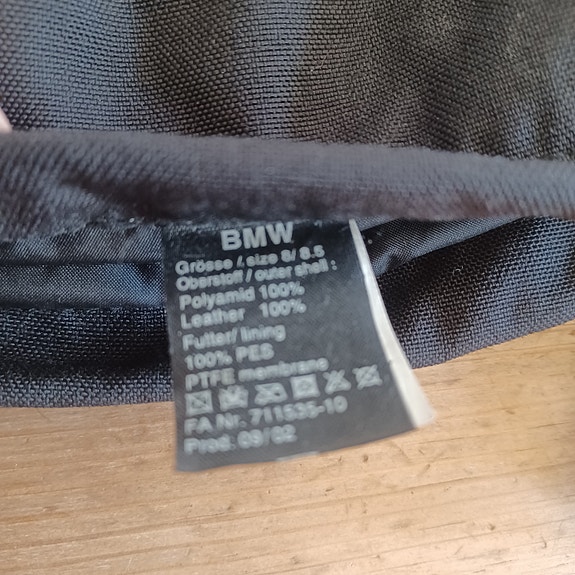 BMW
Grösse / size 8/ 8.5
Oberstoff / outer shell :
Polyamid 100%
Leather 100%
Futter/ lining
100% PES
PTFE membrane
FA Nr. 711535-10
Prod. 09/02